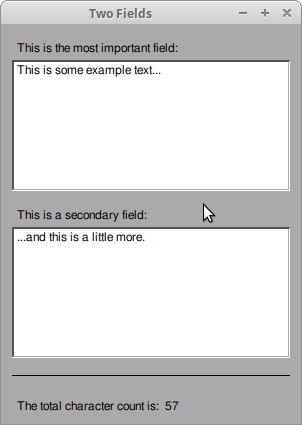 Two Fields
This is the most important field:
This is some example text...
This is a secondary field:
...and this is a little more.
The total character count is: 57